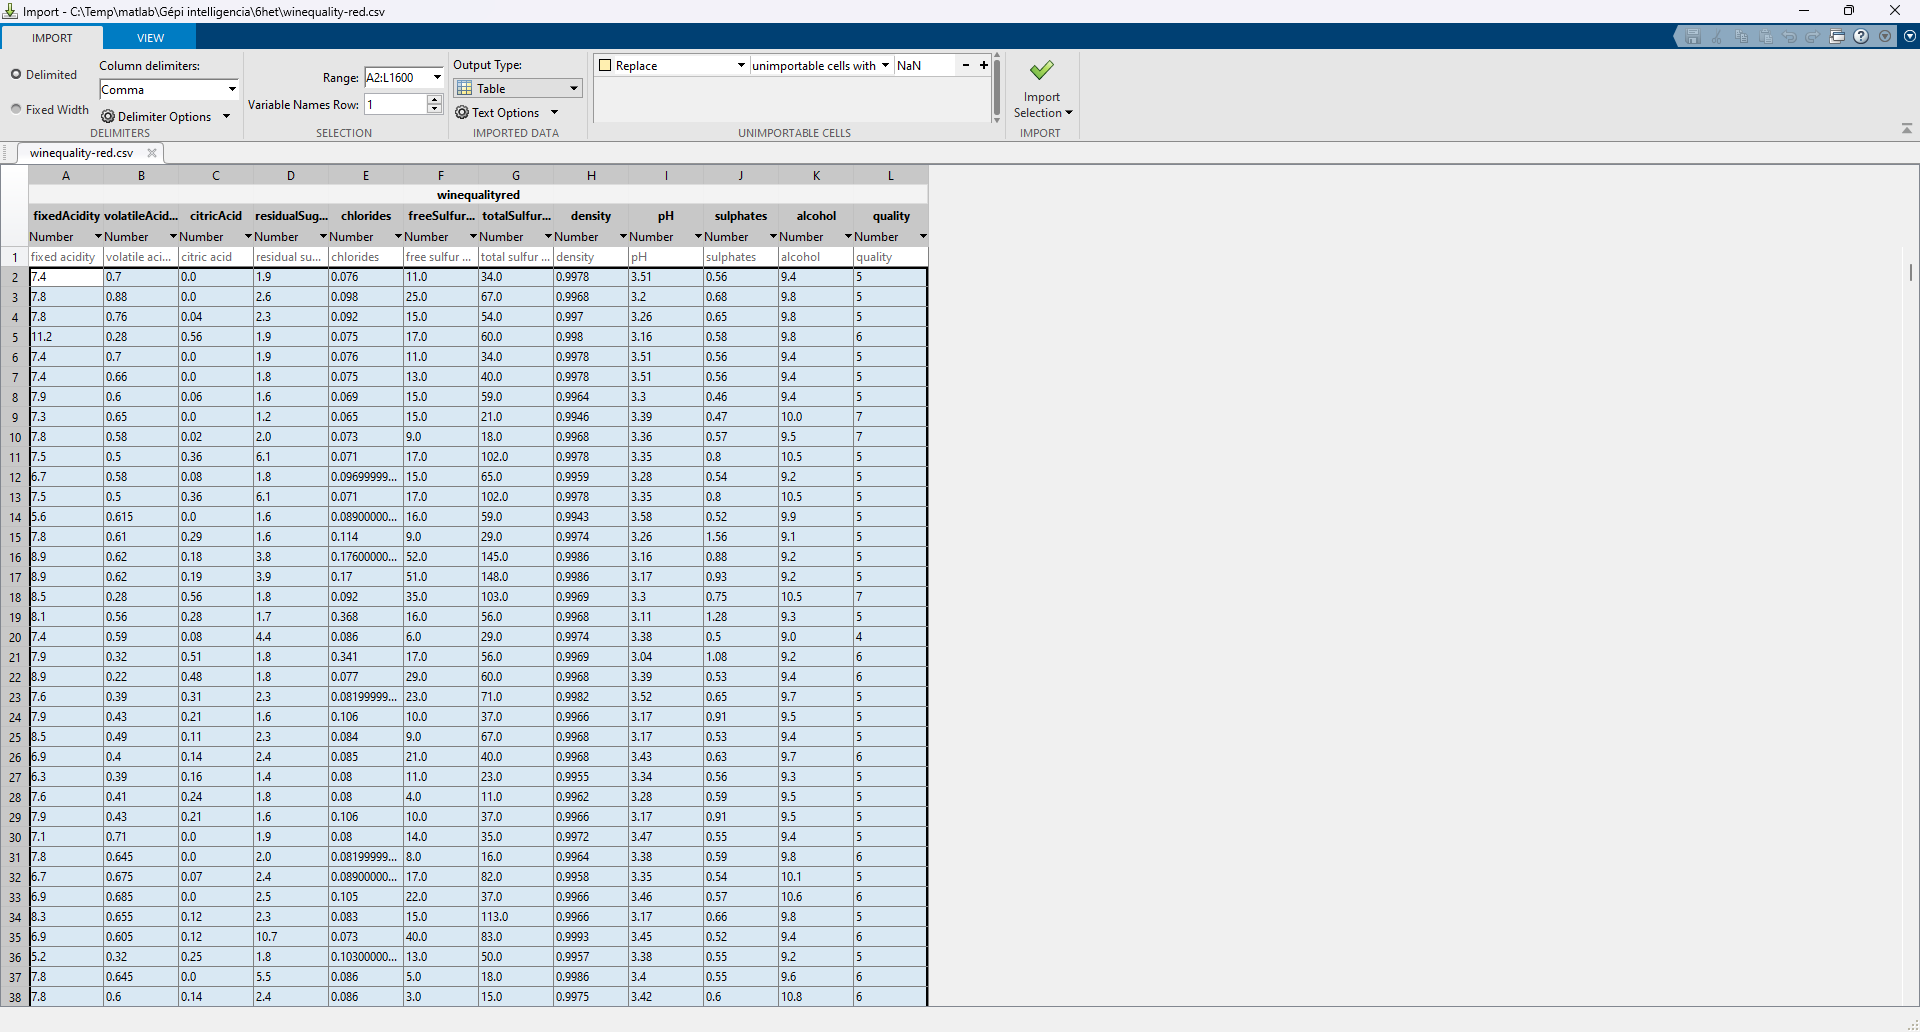 Import - C:\Temp\matlab\Gépi intelligencia\6het\winequality-red.csv
IMPORT VIEW
Delimited
Fixed Width
Column delimiters:
Comma
Delimiter Options
DELIMITERS
Range: A2:L1600
Variable Names Row: 1
SELECTION
Output Type:
Table
Text Options
IMPORTED DATA
Replace unimportable cells with NaN - +
UNIMPORTABLE CELLS
Import
Selection
IMPORT
winequality-red.csv
A B C D E F G H I J K L
winequalityred
fixedAcidity volatileAcid... citricAcid residualSug... chlorides freeSulfur... totalSulfur... density pH sulphates alcohol quality
Number Number Number Number Number Number Number Number Number Number Number Number
1 fixed acidity volatile aci... citric acid residual su... chlorides free sulfur ... total sulfur ... density pH sulphates alcohol quality
2 7.4 0.7 0.0 1.9 0.076 11.0 34.0 0.9978 3.51 0.56 9.4 5
3 7.8 0.88 0.0 2.6 0.098 25.0 67.0 0.9968 3.2 0.68 9.8 5
4 7.8 0.76 0.04 2.3 0.092 15.0 54.0 0.997 3.26 0.65 9.8 5
5 11.2 0.28 0.56 1.9 0.075 17.0 60.0 0.998 3.16 0.58 9.8 6
6 7.4 0.7 0.0 1.9 0.076 11.0 34.0 0.9978 3.51 0.56 9.4 5
7 7.4 0.66 0.0 1.8 0.075 13.0 40.0 0.9978 3.51 0.56 9.4 5
8 7.9 0.6 0.06 1.6 0.069 15.0 59.0 0.9964 3.3 0.46 9.4 5
9 7.3 0.65 0.0 1.2 0.065 15.0 21.0 0.9946 3.39 0.47 10.0 7
10 7.8 0.58 0.02 2.0 0.073 9.0 18.0 0.9968 3.36 0.57 9.5 7
11 7.5 0.5 0.36 6.1 0.071 17.0 102.0 0.9978 3.35 0.8 10.5 5
12 6.7 0.58 0.08 1.8 0.09699999... 15.0 65.0 0.9959 3.28 0.54 9.2 5
13 7.5 0.5 0.36 6.1 0.071 17.0 102.0 0.9978 3.35 0.8 10.5 5
14 5.6 0.615 0.0 1.6 0.08900000... 16.0 59.0 0.9943 3.58 0.52 9.9 5
15 7.8 0.61 0.29 1.6 0.114 9.0 29.0 0.9974 3.26 1.56 9.1 5
16 8.9 0.62 0.18 3.8 0.17600000... 52.0 145.0 0.9986 3.16 0.88 9.2 5
17 8.9 0.62 0.19 3.9 0.17 51.0 148.0 0.9986 3.17 0.93 9.2 5
18 8.5 0.28 0.56 1.8 0.092 35.0 103.0 0.9969 3.3 0.75 10.5 7
19 8.1 0.56 0.28 1.7 0.368 16.0 56.0 0.9968 3.11 1.28 9.3 5
20 7.4 0.59 0.08 4.4 0.086 6.0 29.0 0.9974 3.38 0.5 9.0 4
21 7.9 0.32 0.51 1.8 0.341 17.0 56.0 0.9969 3.04 1.08 9.2 6
22 8.9 0.22 0.48 1.8 0.077 29.0 60.0 0.9968 3.39 0.53 9.4 6
23 7.6 0.39 0.31 2.3 0.08199999... 23.0 71.0 0.9982 3.52 0.65 9.7 5
24 7.9 0.43 0.21 1.6 0.106 10.0 37.0 0.9966 3.17 0.91 9.5 5
25 8.5 0.49 0.11 2.3 0.084 9.0 67.0 0.9968 3.17 0.53 9.4 5
26 6.9 0.4 0.14 2.4 0.085 21.0 40.0 0.9968 3.43 0.63 9.7 6
27 6.3 0.39 0.16 1.4 0.08 11.0 23.0 0.9955 3.34 0.56 9.3 5
28 7.6 0.41 0.24 1.8 0.08 4.0 11.0 0.9962 3.28 0.59 9.5 5
29 7.9 0.43 0.21 1.6 0.106 10.0 37.0 0.9966 3.17 0.91 9.5 5
30 7.1 0.71 0.0 1.9 0.08 14.0 35.0 0.9972 3.47 0.55 9.4 5
31 7.8 0.645 0.0 2.0 0.08199999... 8.0 16.0 0.9964 3.38 0.59 9.8 6
32 6.7 0.675 0.07 2.4 0.08900000... 17.0 82.0 0.9958 3.35 0.54 10.1 5
33 6.9 0.685 0.0 2.5 0.105 22.0 37.0 0.9966 3.46 0.57 10.6 6
34 8.3 0.655 0.12 2.3 0.083 15.0 113.0 0.9966 3.17 0.66 9.8 5
35 6.9 0.605 0.12 10.7 0.073 40.0 83.0 0.9993 3.45 0.52 9.4 6
36 5.2 0.32 0.25 1.8 0.10300000... 13.0 50.0 0.9957 3.38 0.55 9.2 5
37 7.8 0.645 0.0 5.5 0.086 5.0 18.0 0.9986 3.4 0.55 9.6 6
38 7.8 0.6 0.14 2.4 0.086 3.0 15.0 0.9975 3.42 0.6 10.8 6